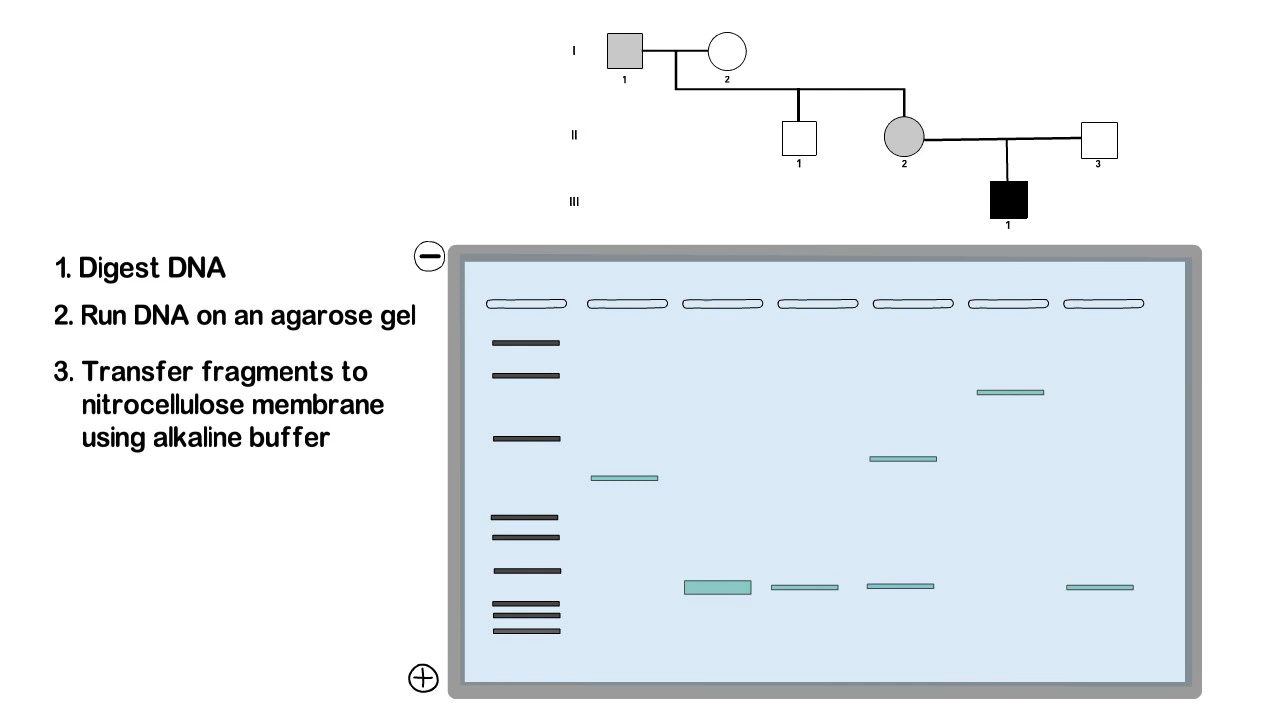 I
1
2
II
1
2
3
III
1
1. Digest DNA
2. Run DNA on an agarose gel
3. Transfer fragments to
nitrocellulose membrane
using alkaline buffer
−
+